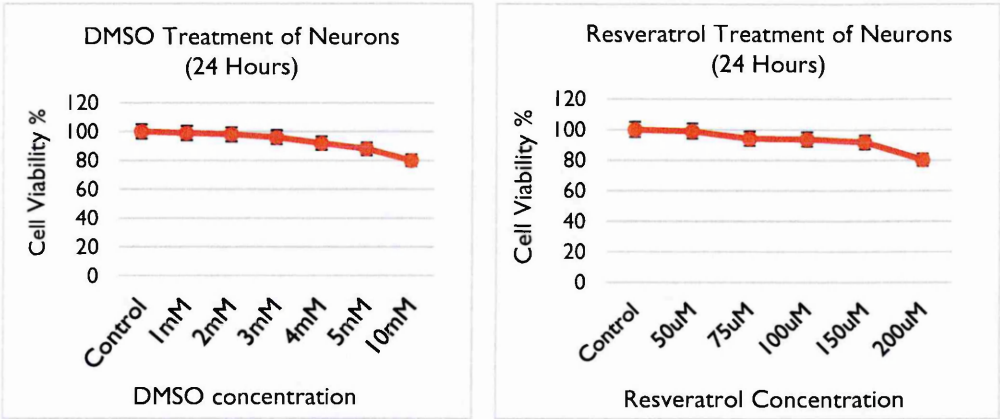 DMSO Treatment of Neurons
(24 Hours)
Cell Viability %
120
100
80
60
40
20
0
Control
1mM
2mM
3mM
4mM
5mM
10mM
DMSO concentration
Resveratrol Treatment of Neurons
(24 Hours)
Cell Viability %
120
100
80
60
40
20
0
Control
50uM
75uM
100uM
150uM
200uM
Resveratrol Concentration